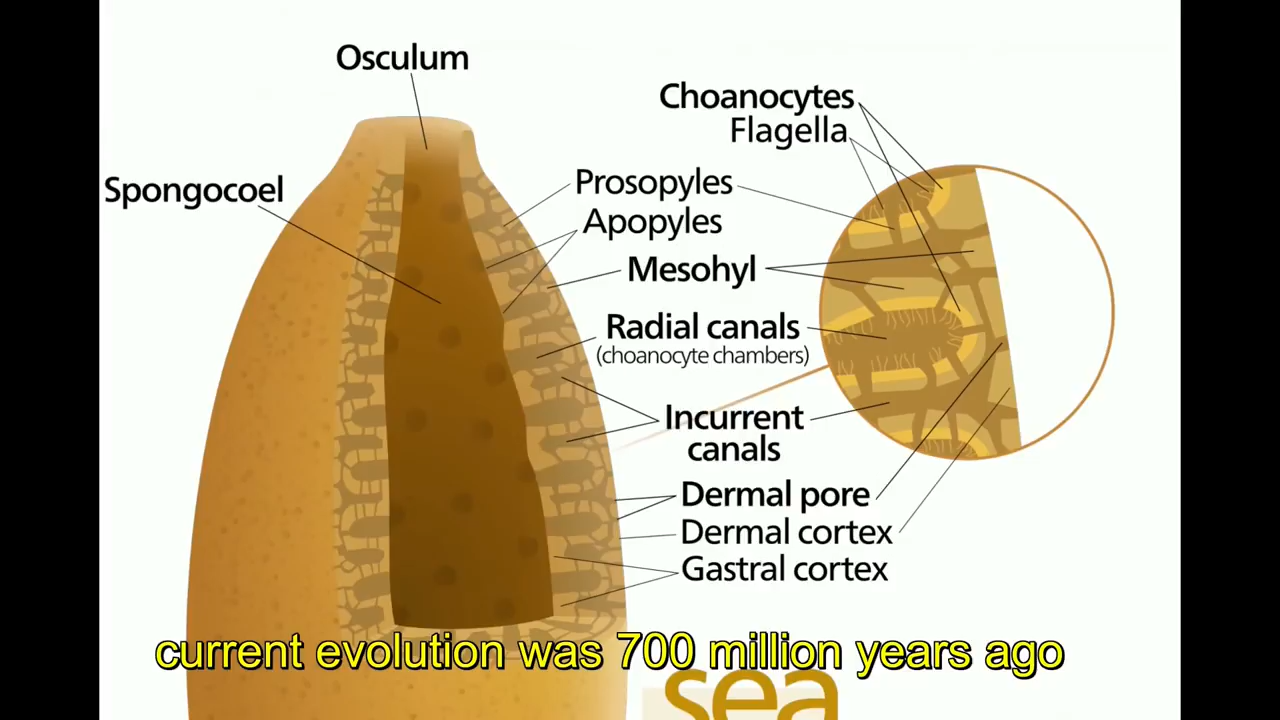 Osculum
Choanocytes
Flagella
Spongocoel
Prosopyles
Apopyles
Mesohyl
Radial canals
(choanocyte chambers)
Incurrent
canals
Dermal pore
Dermal cortex
Gastral cortex
current evolution was 700 million years ago
sea